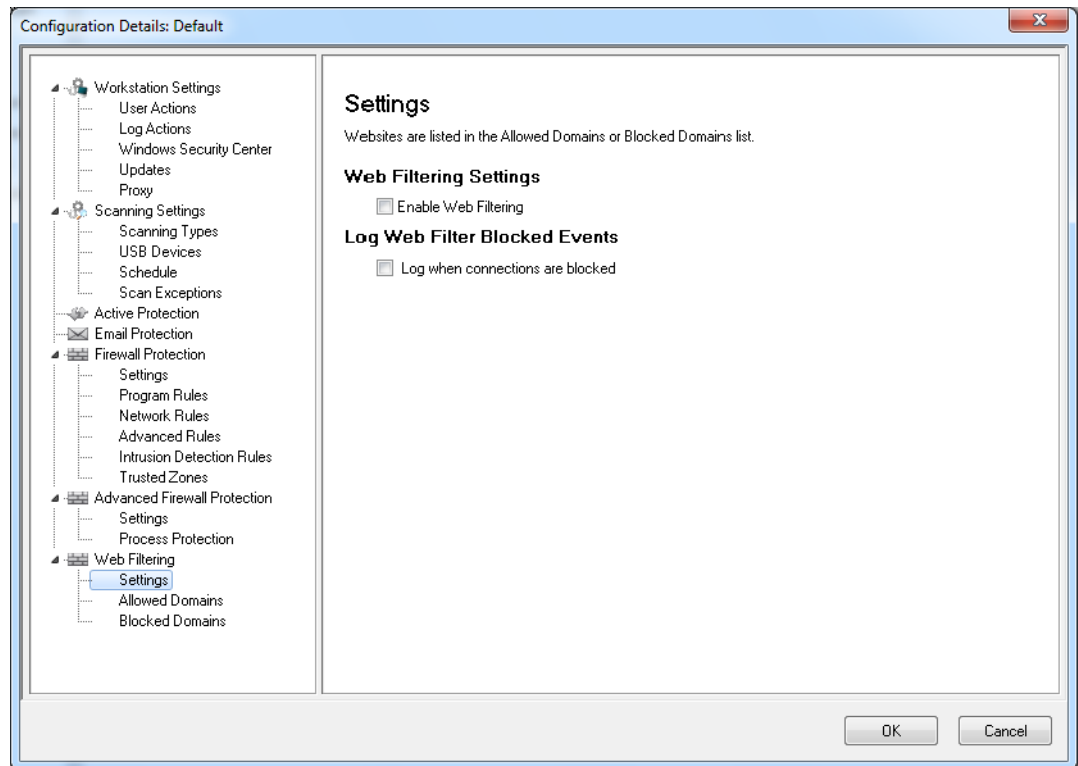 Configuration Details: Default
Workstation Settings
User Actions
Log Actions
Windows Security Center
Updates
Proxy
Scanning Settings
Scanning Types
USB Devices
Schedule
Scan Exceptions
Active Protection
Email Protection
Firewall Protection
Settings
Program Rules
Network Rules
Advanced Rules
Intrusion Detection Rules
Trusted Zones
Advanced Firewall Protection
Settings
Process Protection
Web Filtering
Settings
Allowed Domains
Blocked Domains
Settings
Websites are listed in the Allowed Domains or Blocked Domains list.
Web Filtering Settings
Enable Web Filtering
Log Web Filter Blocked Events
Log when connections are blocked
OK
Cancel